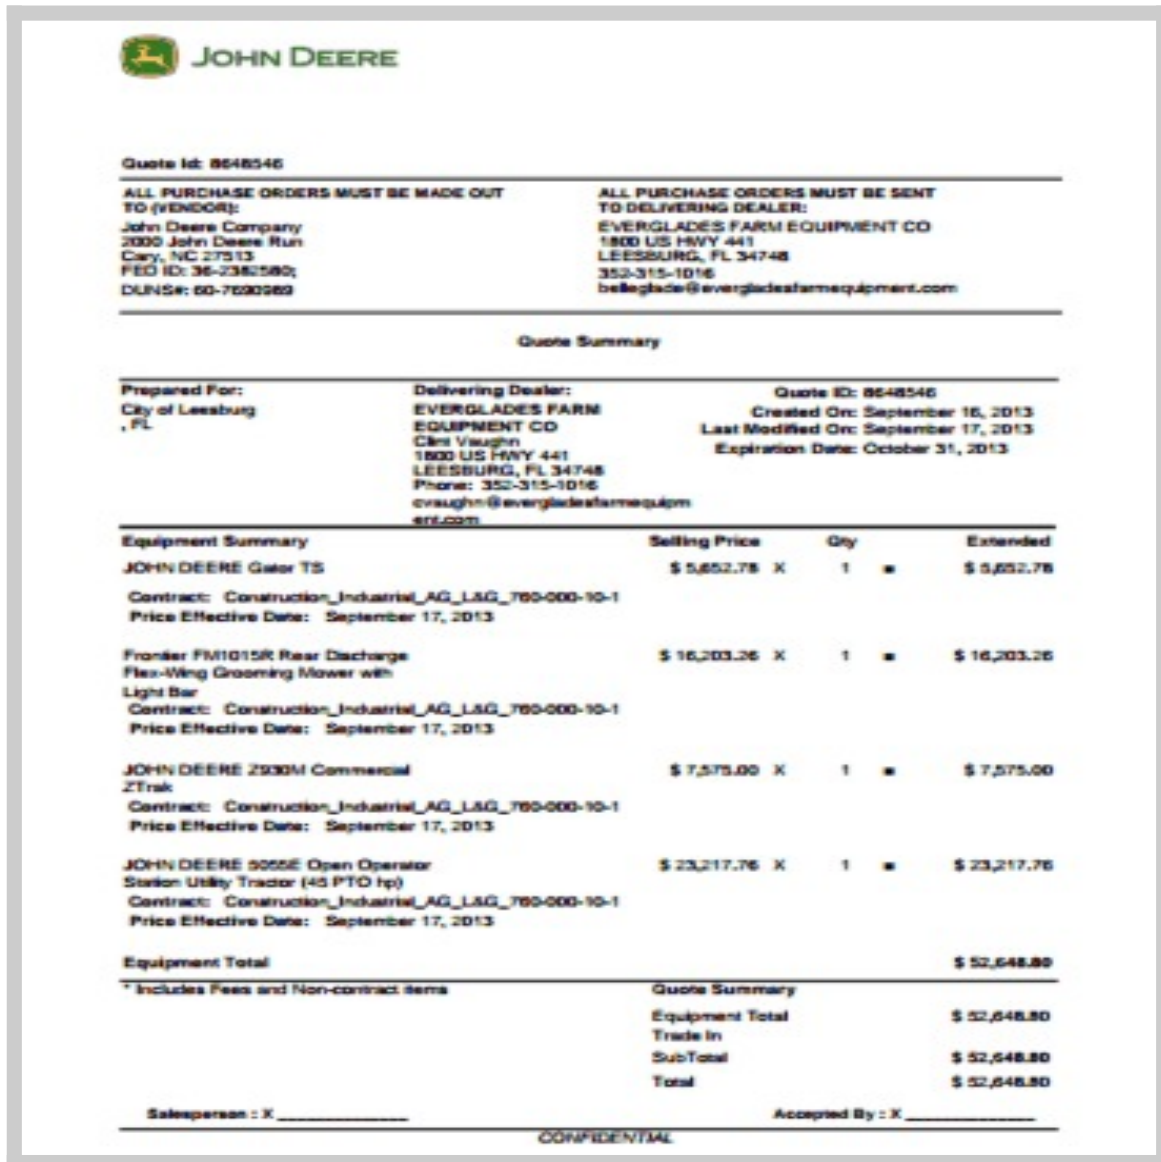 JOHN DEERE
Quote Id: 8648546
ALL PURCHASE ORDERS MUST BE MADE OUT
TO (VENDOR):
John Deere Company
2000 John Deere Run
Cary, NC 27513
FED ID: 36-2382580;
DUNS#: 60-7690989
ALL PURCHASE ORDERS MUST BE SENT
TO DELIVERING DEALER:
EVERGLADES FARM EQUIPMENT CO
1800 US HWY 441
LEESBURG, FL 34748
352-315-1016
belleglade@evergladesfarmequipment.com
Quote Summary
Prepared For:
City of Leesburg
, FL
Delivering Dealer:
EVERGLADES FARM
EQUIPMENT CO
Clint Vaughn
1800 US HWY 441
LEESBURG, FL 34748
Phone: 352-315-1016
cvaughn@evergladesfarmequipm
ent.com
Quote ID: 8648546
Created On: September 16, 2013
Last Modified On: September 17, 2013
Expiration Date: October 31, 2013
Equipment Summary Selling Price Qty Extended
JOHN DEERE Gator TS $ 5,652.78 X 1 = $ 5,652.78
Contract: Construction_Industrial_AG_L&G_760-000-10-1
Price Effective Date: September 17, 2013
Frontier FM1015R Rear Discharge $ 16,203.26 X 1 = $ 16,203.26
Flex-Wing Grooming Mower with
Light Bar
Contract: Construction_Industrial_AG_L&G_760-000-10-1
Price Effective Date: September 17, 2013
JOHN DEERE Z930M Commercial $ 7,575.00 X 1 = $ 7,575.00
ZTrak
Contract: Construction_Industrial_AG_L&G_760-000-10-1
Price Effective Date: September 17, 2013
JOHN DEERE 5055E Open Operator $ 23,217.76 X 1 = $ 23,217.76
Station Utility Tractor (45 PTO hp)
Contract: Construction_Industrial_AG_L&G_760-000-10-1
Price Effective Date: September 17, 2013
Equipment Total $ 52,648.80
* Includes Fees and Non-contract items
Quote Summary
Equipment Total $ 52,648.80
Trade In
SubTotal $ 52,648.80
Total $ 52,648.80
Salesperson : X ______________ Accepted By : X ______________
CONFIDENTIAL